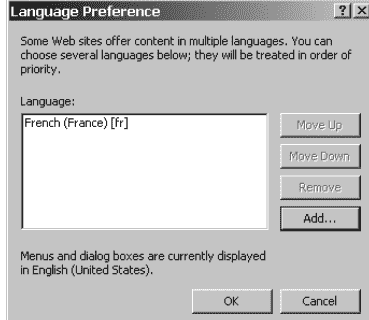 Language Preference
Some Web sites offer content in multiple languages. You can
choose several languages below; they will be treated in order of
priority.
Language:
French (France) [fr]
Move Up
Move Down
Remove
Add...
Menus and dialog boxes are currently displayed
in English (United States).
OK
Cancel